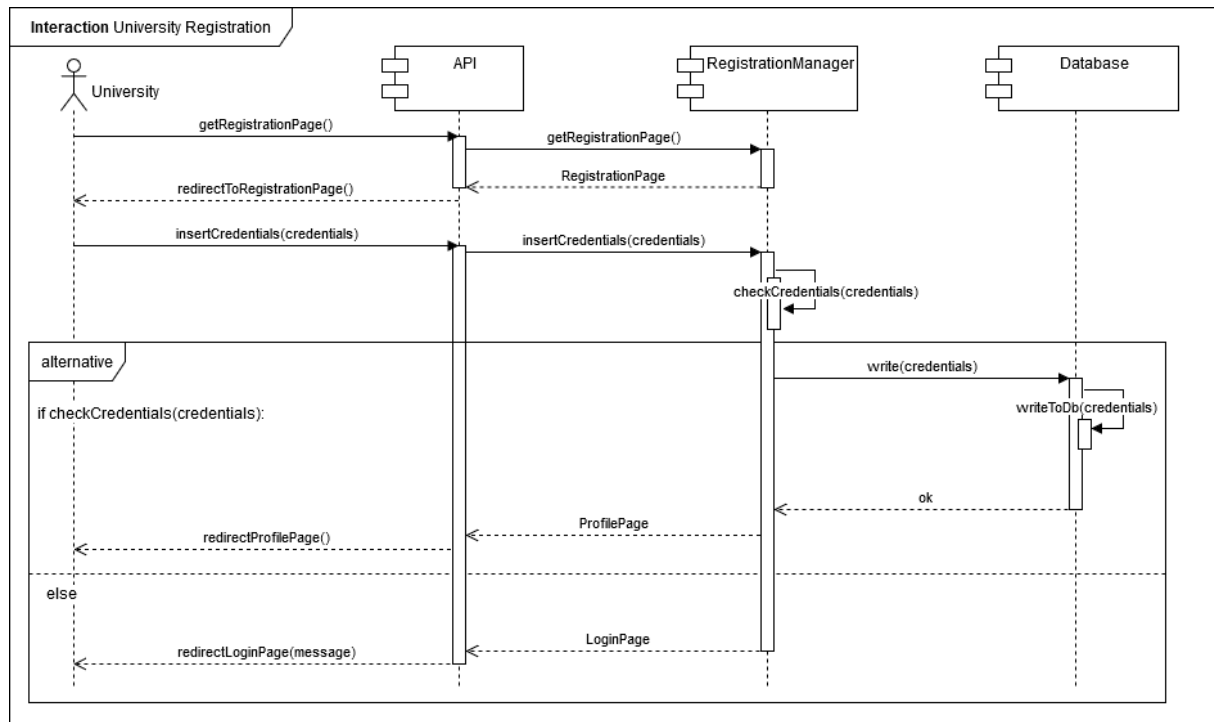 Interaction University Registration
University
API
RegistrationManager
Database
getRegistrationPage()
getRegistrationPage()
RegistrationPage
redirectToRegistrationPage()
insertCredentials(credentials)
insertCredentials(credentials)
checkCredentials(credentials)
alternative
write(credentials)
if checkCredentials(credentials):
writeToDb(credentials)
ok
ProfilePage
redirectProfilePage()
else
LoginPage
redirectLoginPage(message)